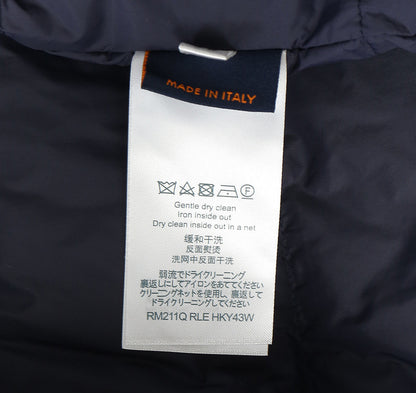 MADE IN ITALY
F
Gentle dry clean
Iron inside out
Dry clean inside out in a net
缓和干洗
反面熨烫
洗网中反面干洗
弱流でドライクリーニング
裏返しにしてアイロンをあててください
クリーニングネットを使用し、裏返して
ドライクリーニングしてください
RM211Q RLE HKY43W